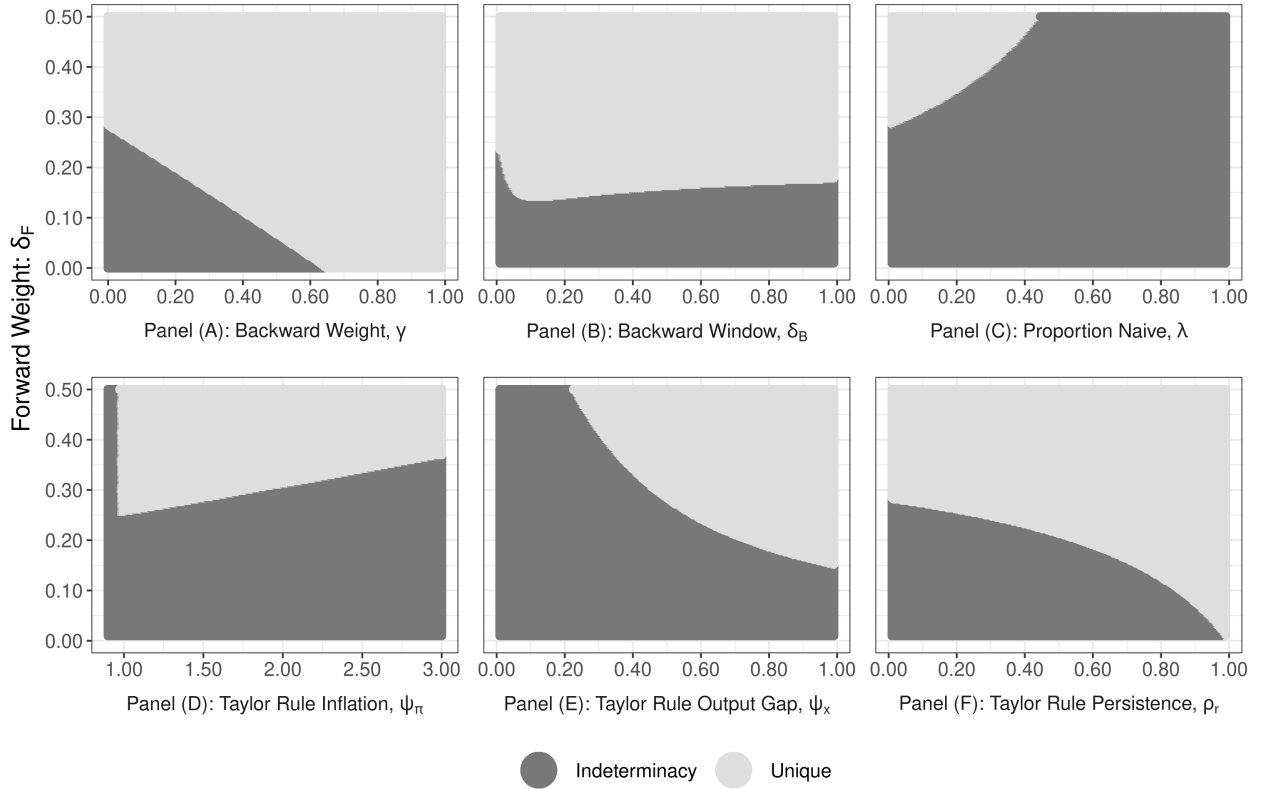 Forward Weight: δF
0.50
0.40
0.30
0.20
0.10
0.00
0.00 0.20 0.40 0.60 0.80 1.00
0.00 0.20 0.40 0.60 0.80 1.00
0.00 0.20 0.40 0.60 0.80 1.00
Panel (A): Backward Weight, γ
Panel (B): Backward Window, δB
Panel (C): Proportion Naive, λ
0.50
0.40
0.30
0.20
0.10
0.00
1.00 1.50 2.00 2.50 3.00
0.00 0.20 0.40 0.60 0.80 1.00
0.00 0.20 0.40 0.60 0.80 1.00
Panel (D): Taylor Rule Inflation, ψπ
Panel (E): Taylor Rule Output Gap, ψx
Panel (F): Taylor Rule Persistence, ρr
Indeterminacy Unique